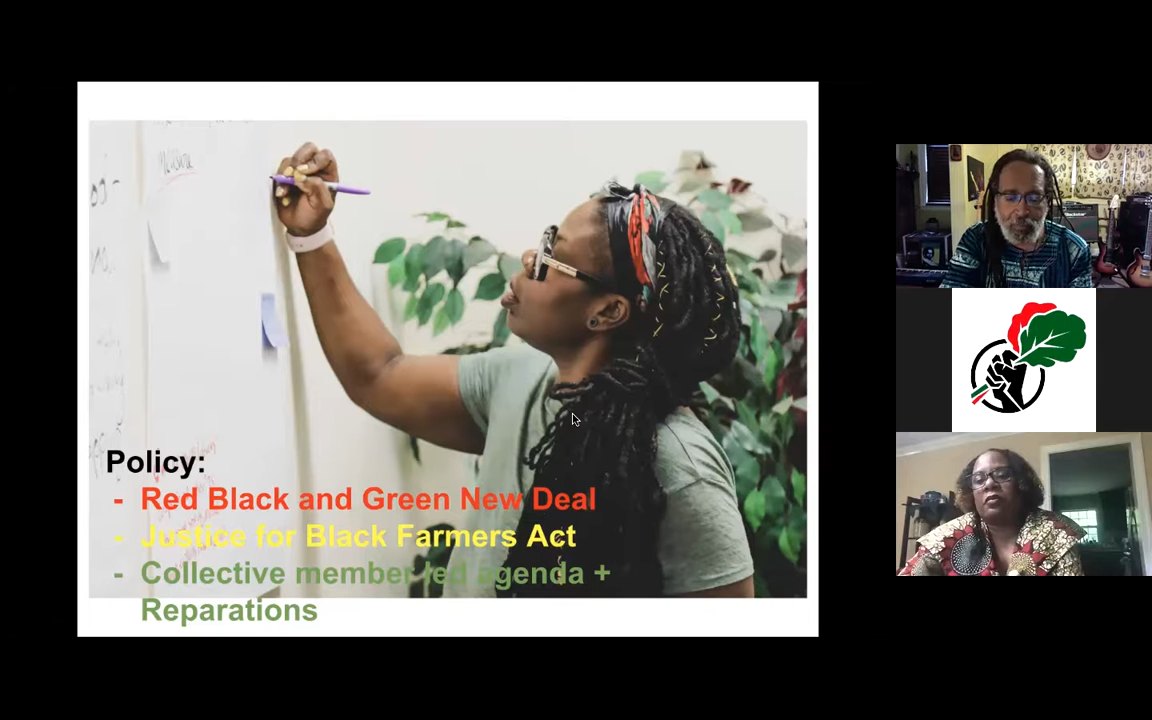 Policy:
- Red Black and Green New Deal
- Justice for Black Farmers Act
- Collective member led agenda +
Reparations